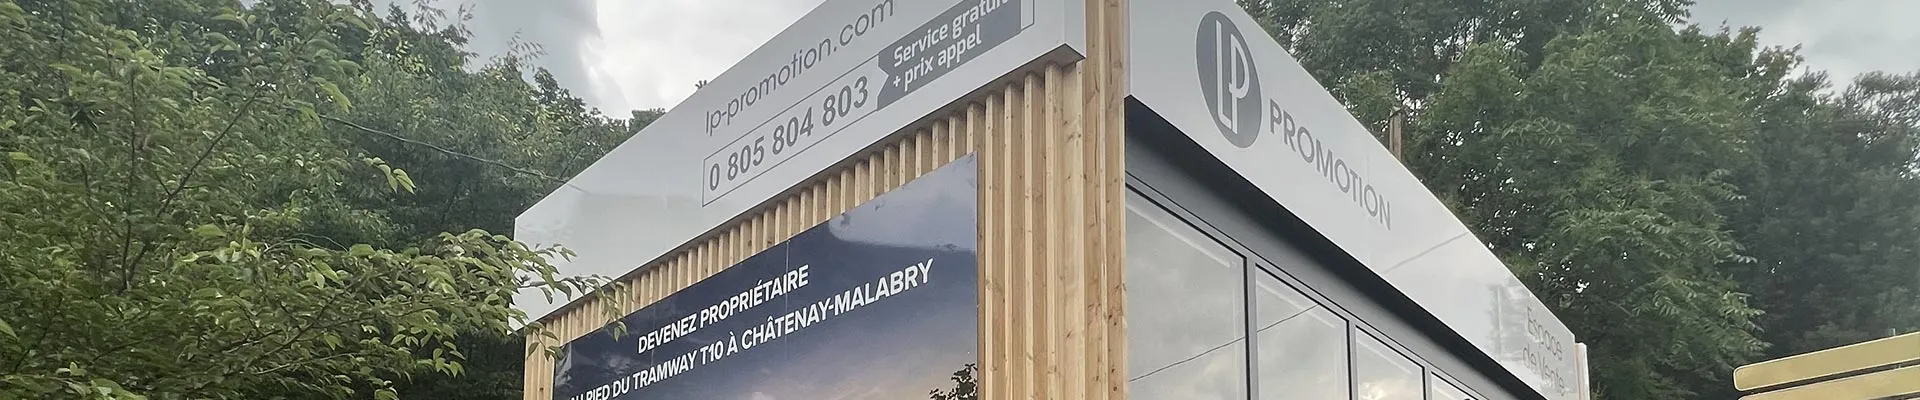 lp-promotion.com
0 805 804 803
Service gratuit
+ prix appel
LP
PROMOTION
DEVENEZ PROPRIÉTAIRE
AU PIED DU TRAMWAY T10 À CHÂTENAY-MALABRY
Espace
de Vente